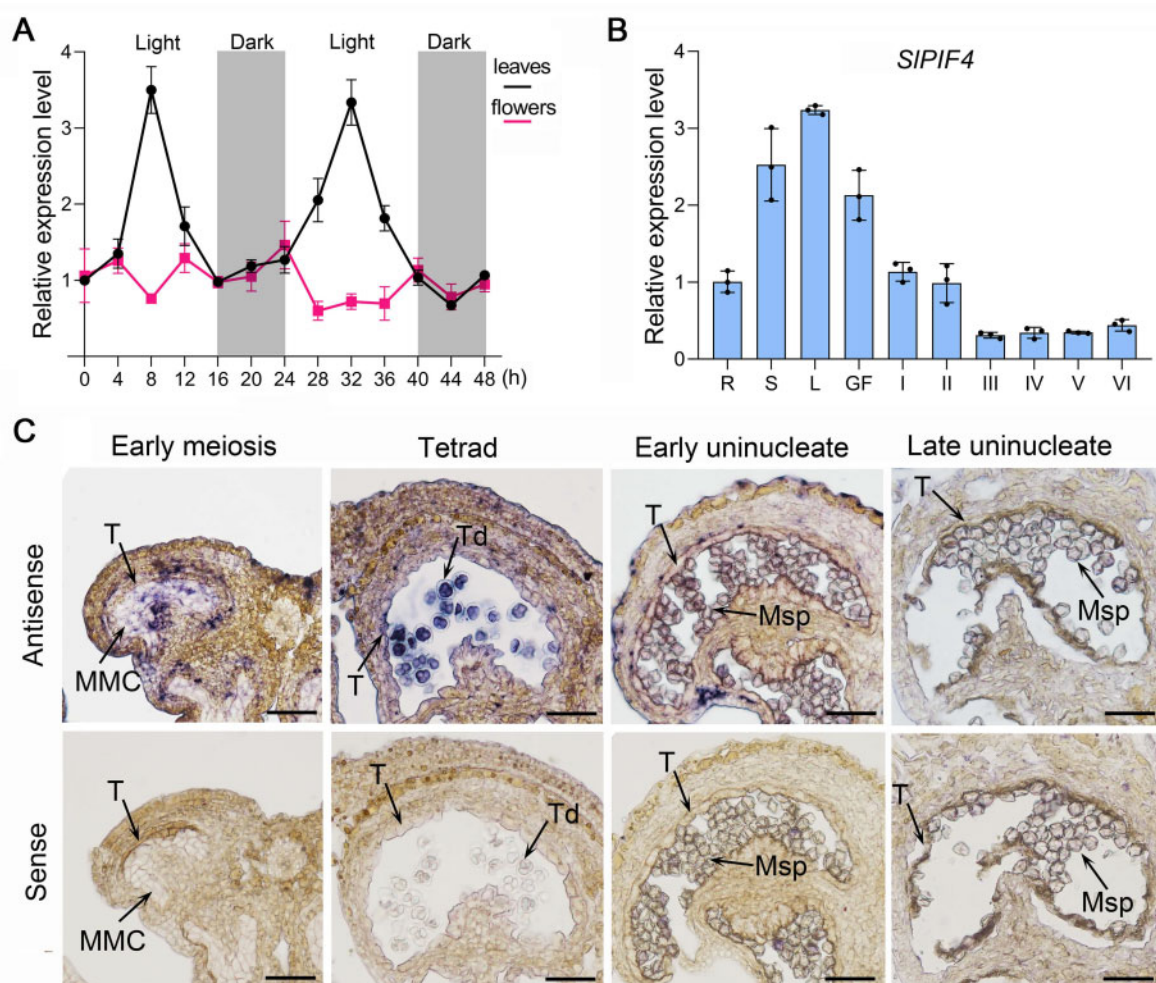 A
Light Dark Light Dark
leaves
flowers
Relative expression level
4
3
2
1
0 4 8 12 16 20 24 28 32 36 40 44 48 (h)
B
SlPIF4
Relative expression level
4
3
2
1
0
R S L GF I II III IV V VI
C
Early meiosis Tetrad Early uninucleate Late uninucleate
Antisense
T MMC
Td T
T Msp
T Msp
Sense
T MMC
T Td
T Msp
T Msp